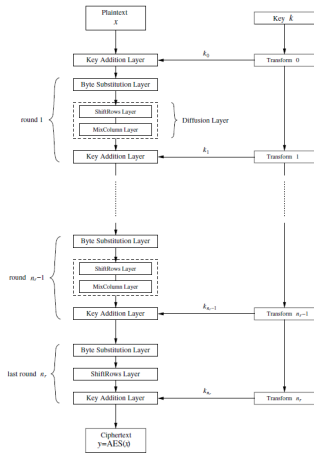 Plaintext
x
Key k
Key Addition Layer
k₀
Transform 0
round 1
Byte Substitution Layer
ShiftRows Layer
MixColumn Layer
Diffusion Layer
Key Addition Layer
k₁
Transform 1
round nᵣ−1
Byte Substitution Layer
ShiftRows Layer
MixColumn Layer
Key Addition Layer
kₙᵣ₋₁
Transform nᵣ−1
last round nᵣ
Byte Substitution Layer
ShiftRows Layer
Key Addition Layer
kₙᵣ
Transform nᵣ
Ciphertext
y=AES(x)